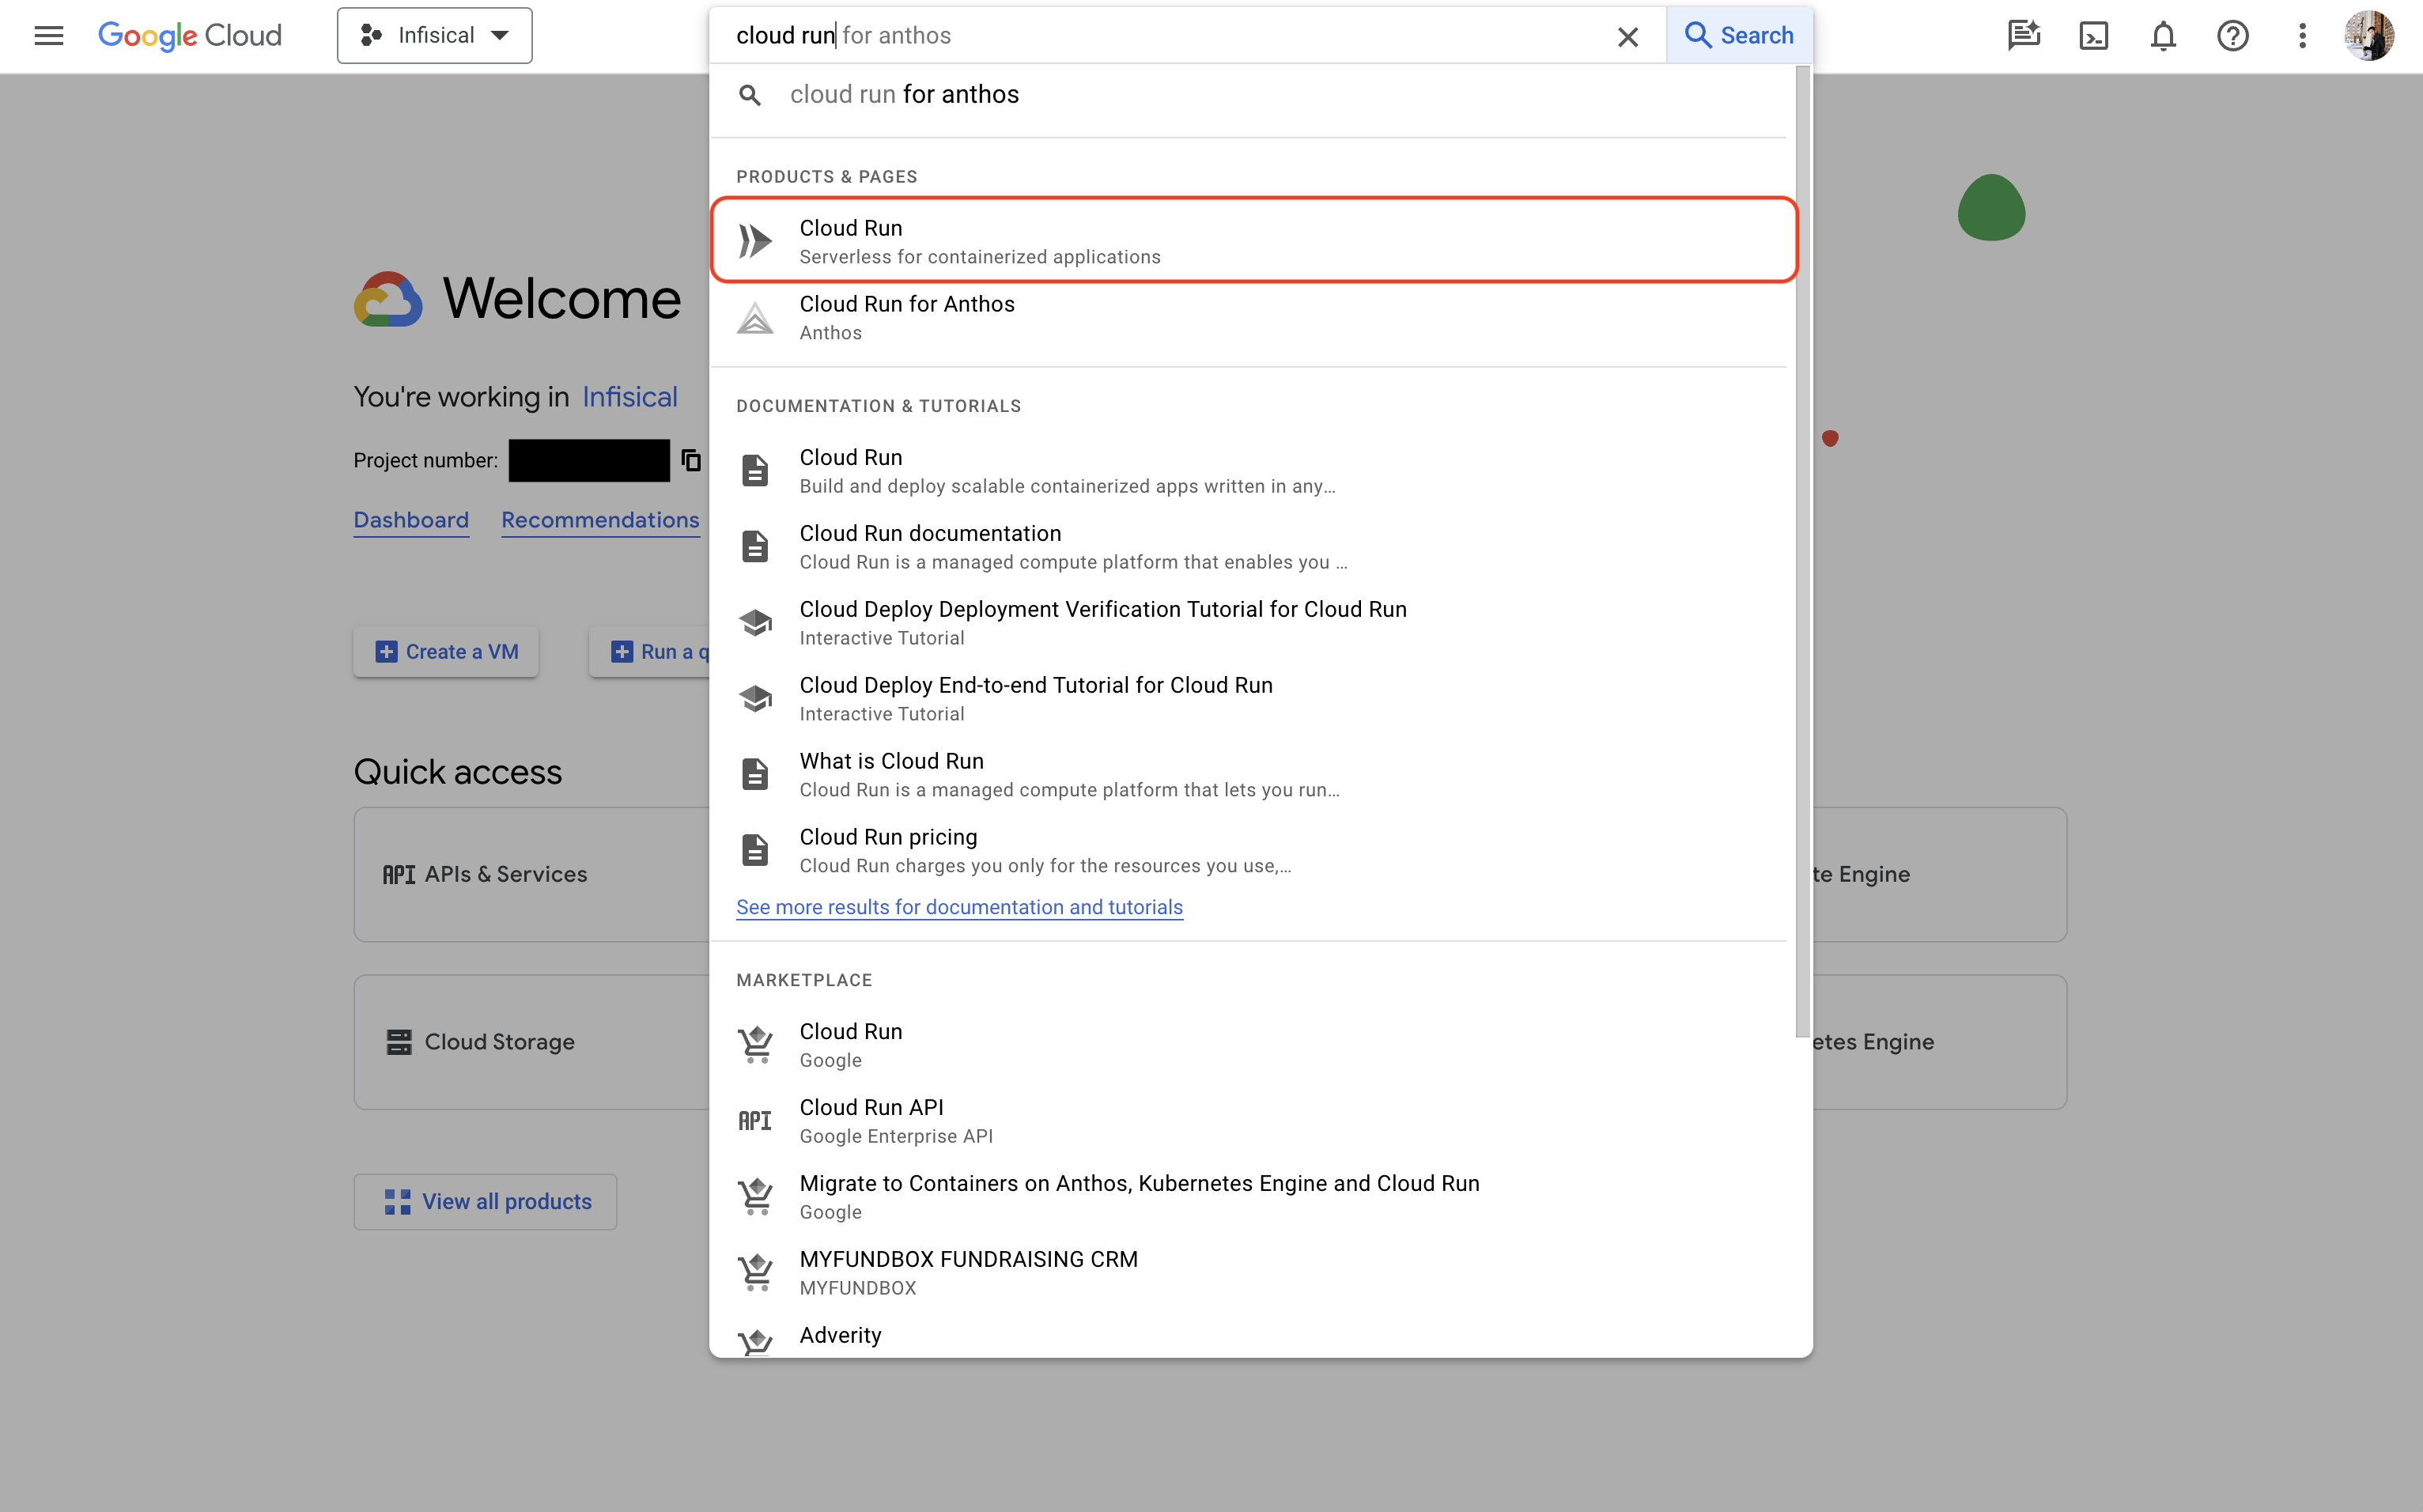 Google Cloud
Infisical
cloud run for anthos
Search
cloud run for anthos
PRODUCTS & PAGES
Cloud Run
Serverless for containerized applications
Cloud Run for Anthos
Anthos
DOCUMENTATION & TUTORIALS
Cloud Run
Build and deploy scalable containerized apps written in any…
Cloud Run documentation
Cloud Run is a managed compute platform that enables you …
Cloud Deploy Deployment Verification Tutorial for Cloud Run
Interactive Tutorial
Cloud Deploy End-to-end Tutorial for Cloud Run
Interactive Tutorial
What is Cloud Run
Cloud Run is a managed compute platform that lets you run…
Cloud Run pricing
Cloud Run charges you only for the resources you use,…
See more results for documentation and tutorials
MARKETPLACE
Cloud Run
Google
API
Cloud Run API
Google Enterprise API
Migrate to Containers on Anthos, Kubernetes Engine and Cloud Run
Google
MYFUNDBOX FUNDRAISING CRM
MYFUNDBOX
Adverity
Welcome
You're working in Infisical
Project number:
Dashboard
Recommendations
Create a VM
Run a q
Quick access
API APIs & Services
te Engine
Cloud Storage
etes Engine
View all products